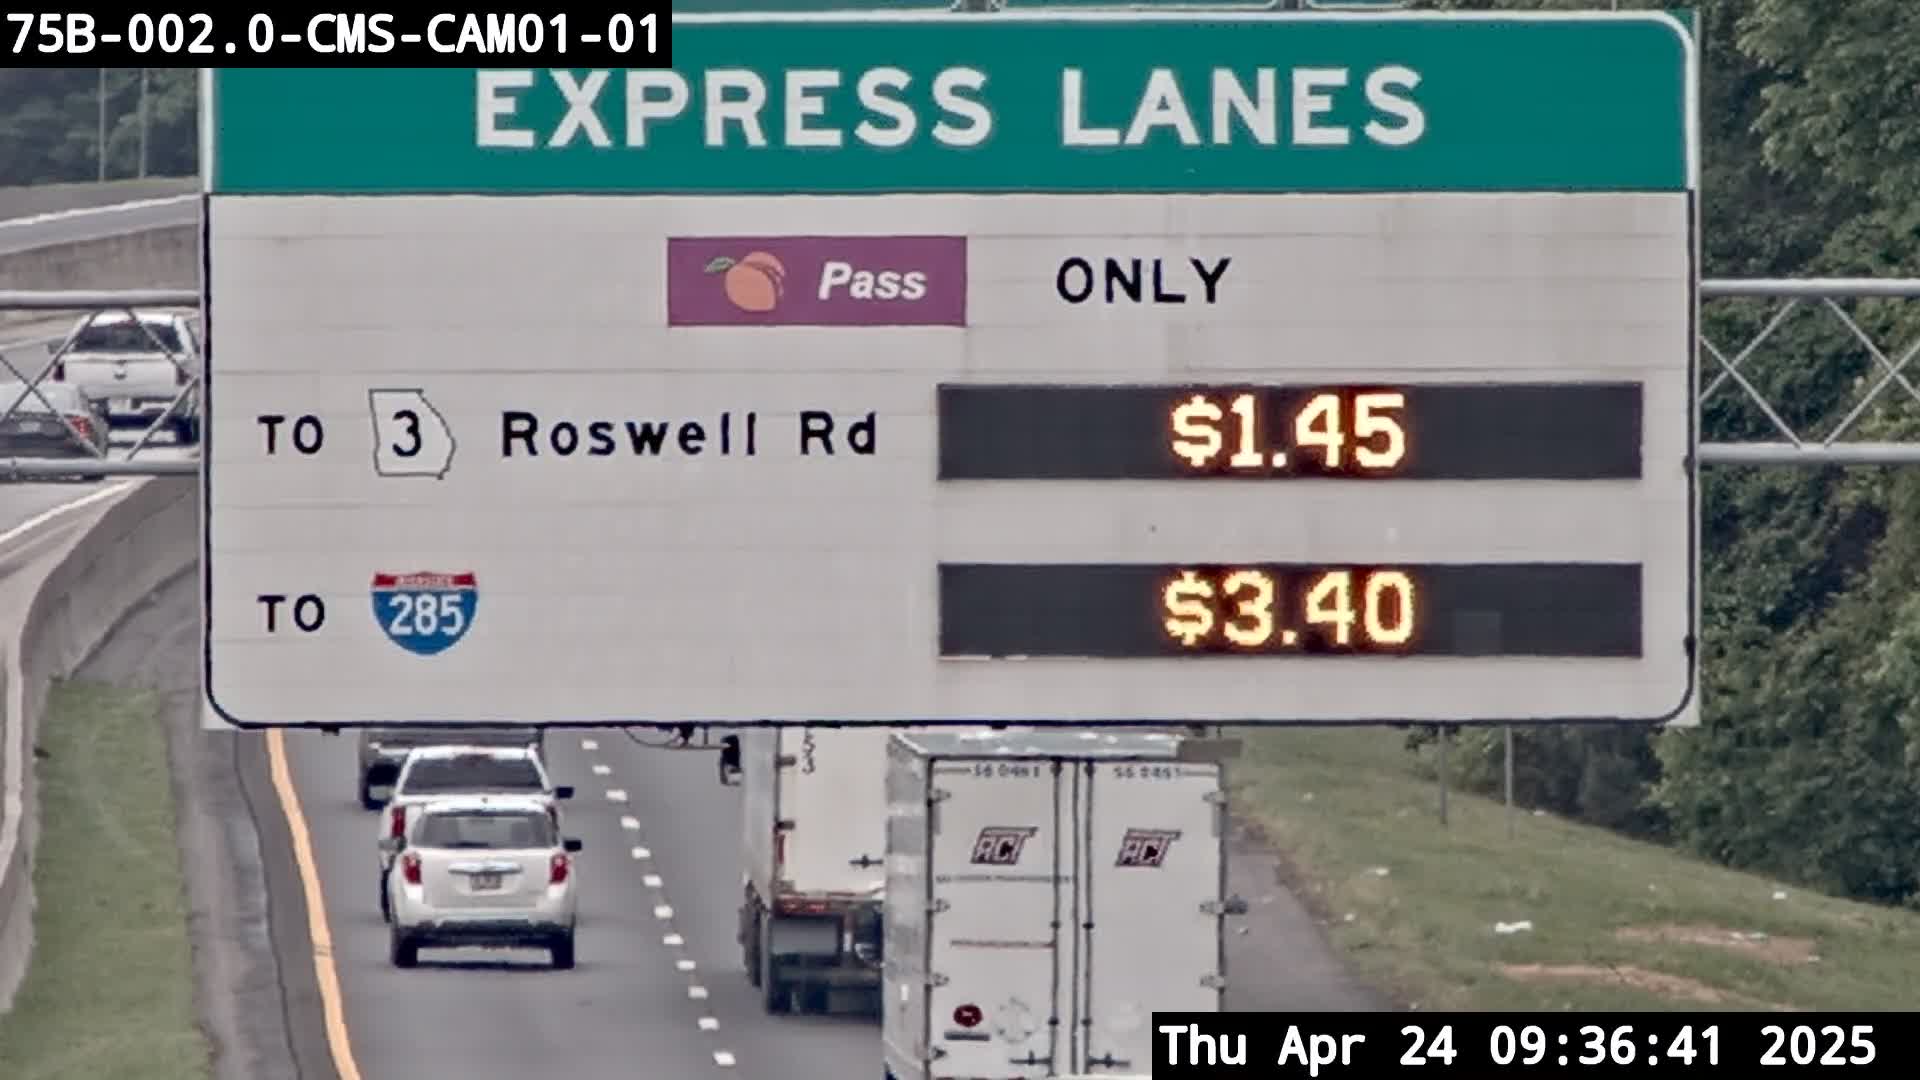 75B-002.0-CMS-CAM01-01
EXPRESS LANES
Pass ONLY
TO 3 Roswell Rd $1.45
TO 285 $3.40
ACT ACT
Thu Apr 24 09:36:41 2025